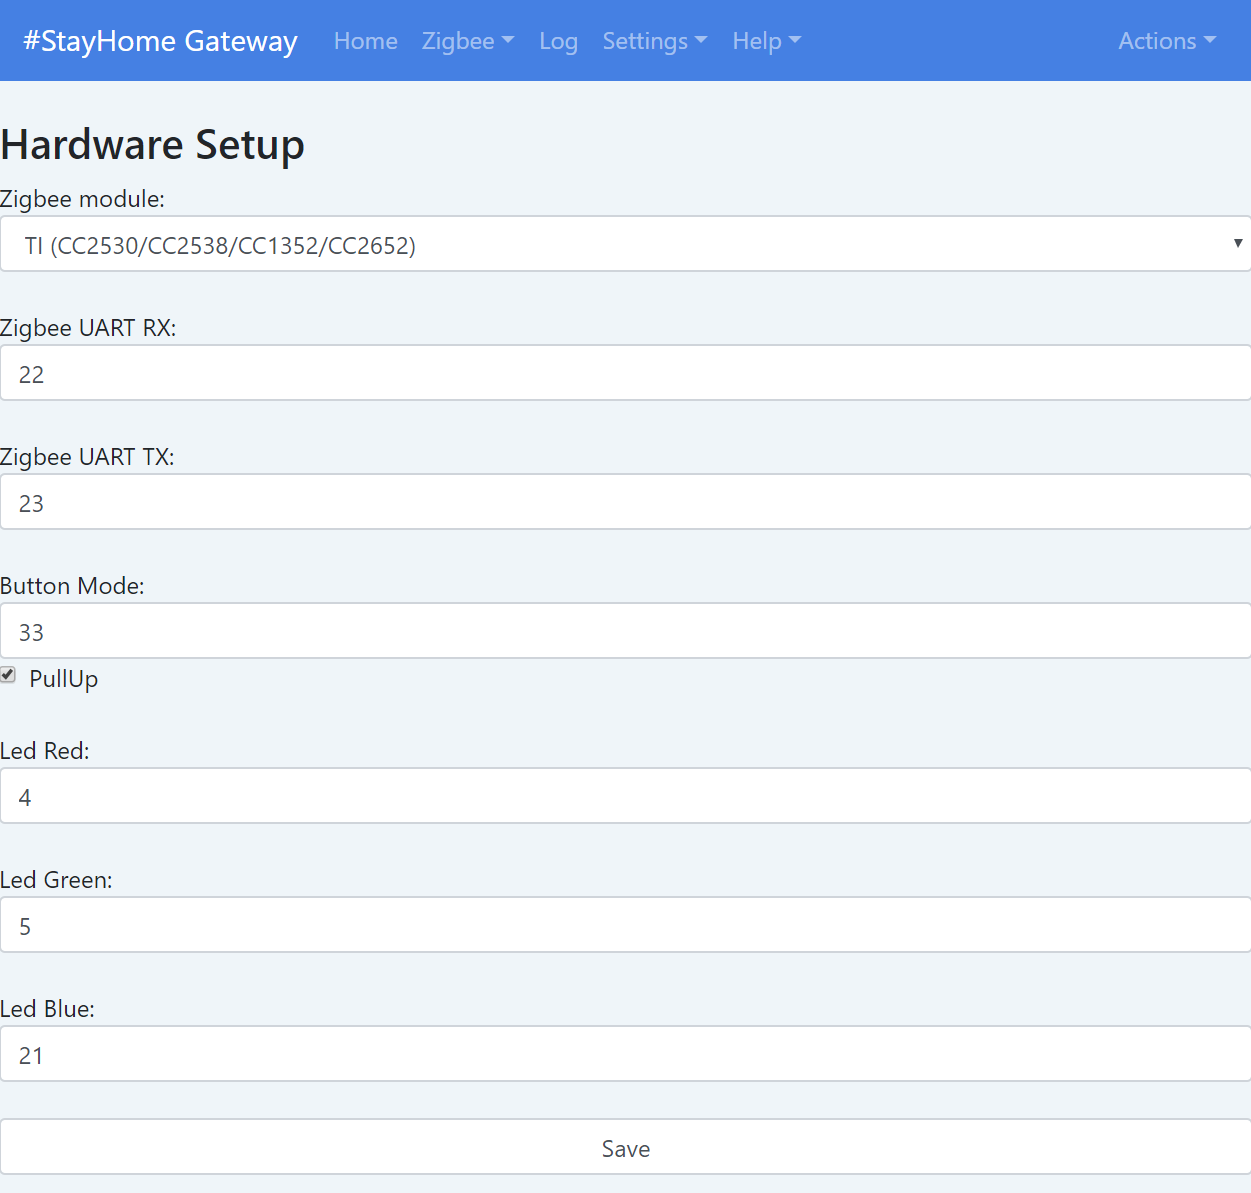 #StayHome Gateway Home Zigbee Log Settings Help Actions
Hardware Setup
Zigbee module:
TI (CC2530/CC2538/CC1352/CC2652)
Zigbee UART RX:
22
Zigbee UART TX:
23
Button Mode:
33
PullUp
Led Red:
4
Led Green:
5
Led Blue:
21
Save